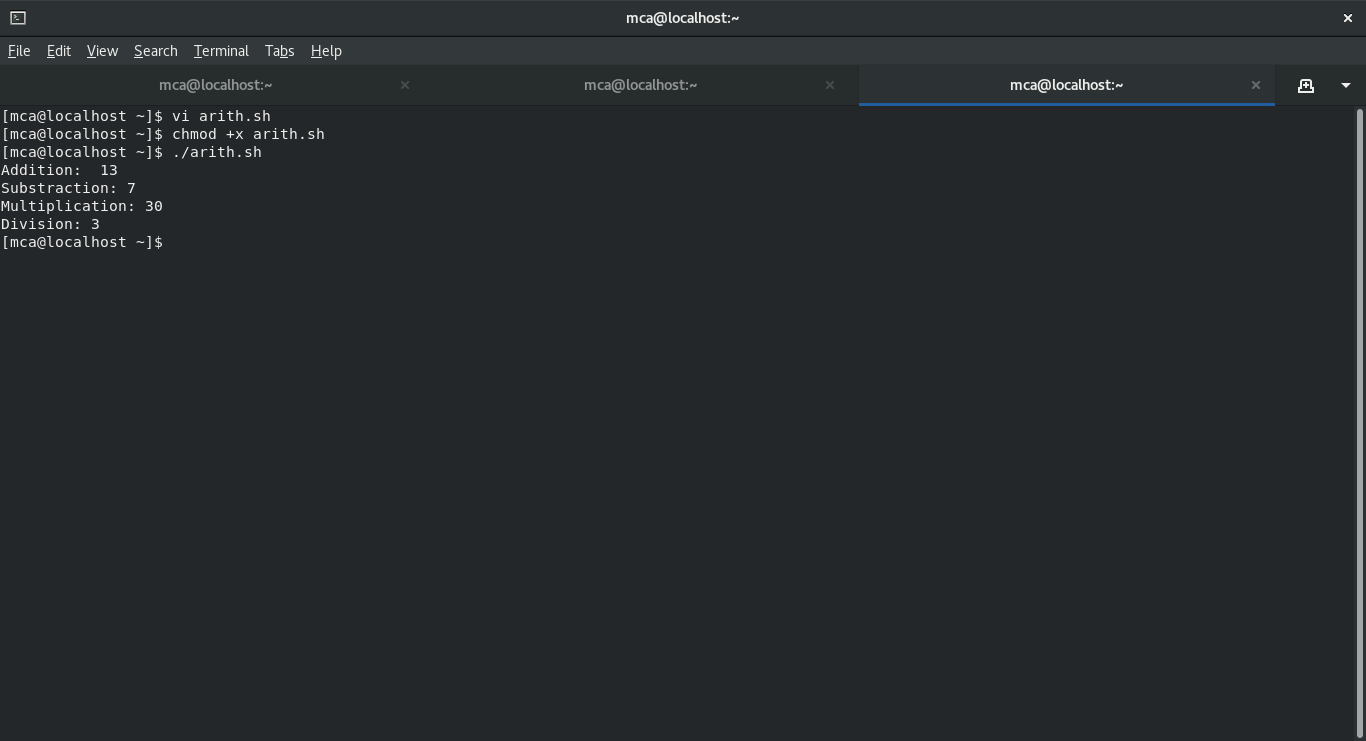 mca@localhost:~
File Edit View Search Terminal Tabs Help
mca@localhost:~ mca@localhost:~ mca@localhost:~
[mca@localhost ~]$ vi arith.sh
[mca@localhost ~]$ chmod +x arith.sh
[mca@localhost ~]$ ./arith.sh
Addition:  13
Substraction: 7
Multiplication: 30
Division: 3
[mca@localhost ~]$